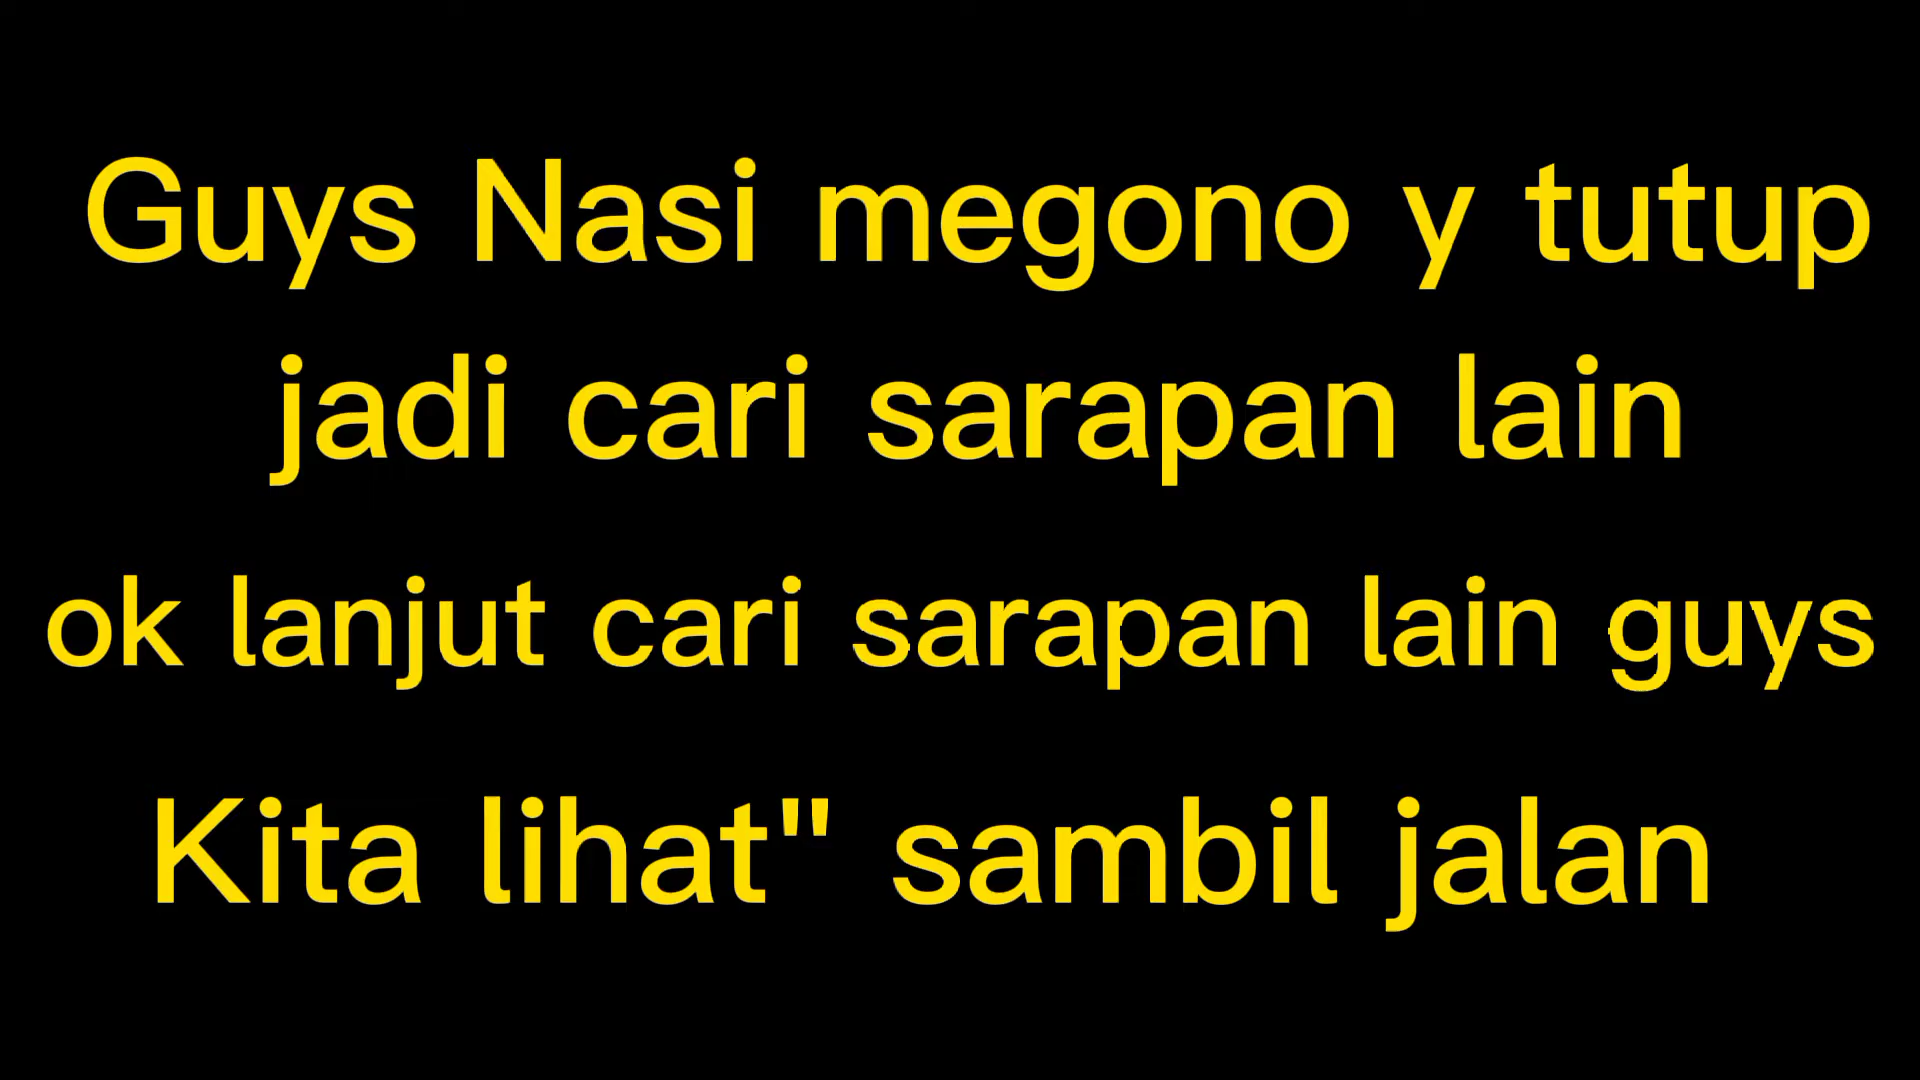 Guys Nasi megono y tutup
jadi cari sarapan lain
ok lanjut cari sarapan lain guys
Kita lihat" sambil jalan